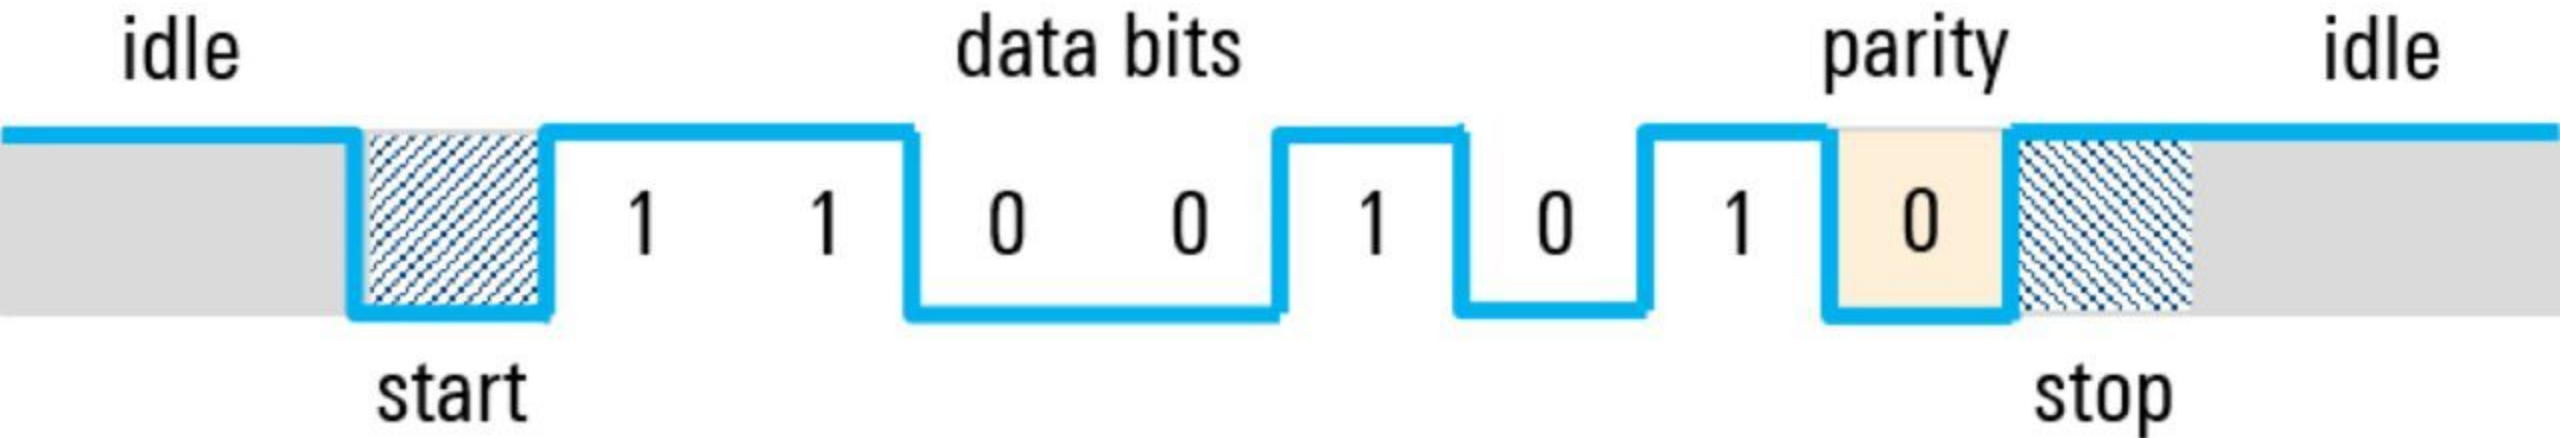 idle data bits parity idle
1 1 0 0 1 0 1 0
start stop